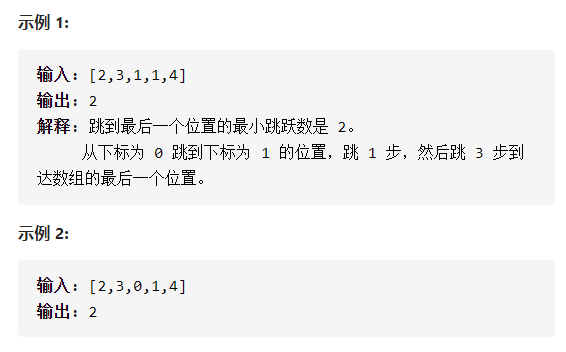 示例 1:
输入：[2,3,1,1,4]
输出：2
解释：跳到最后一个位置的最小跳跃数是 2。
从下标为 0 跳到下标为 1 的位置，跳 1 步，然后跳 3 步到
达数组的最后一个位置。
示例 2:
输入：[2,3,0,1,4]
输出：2